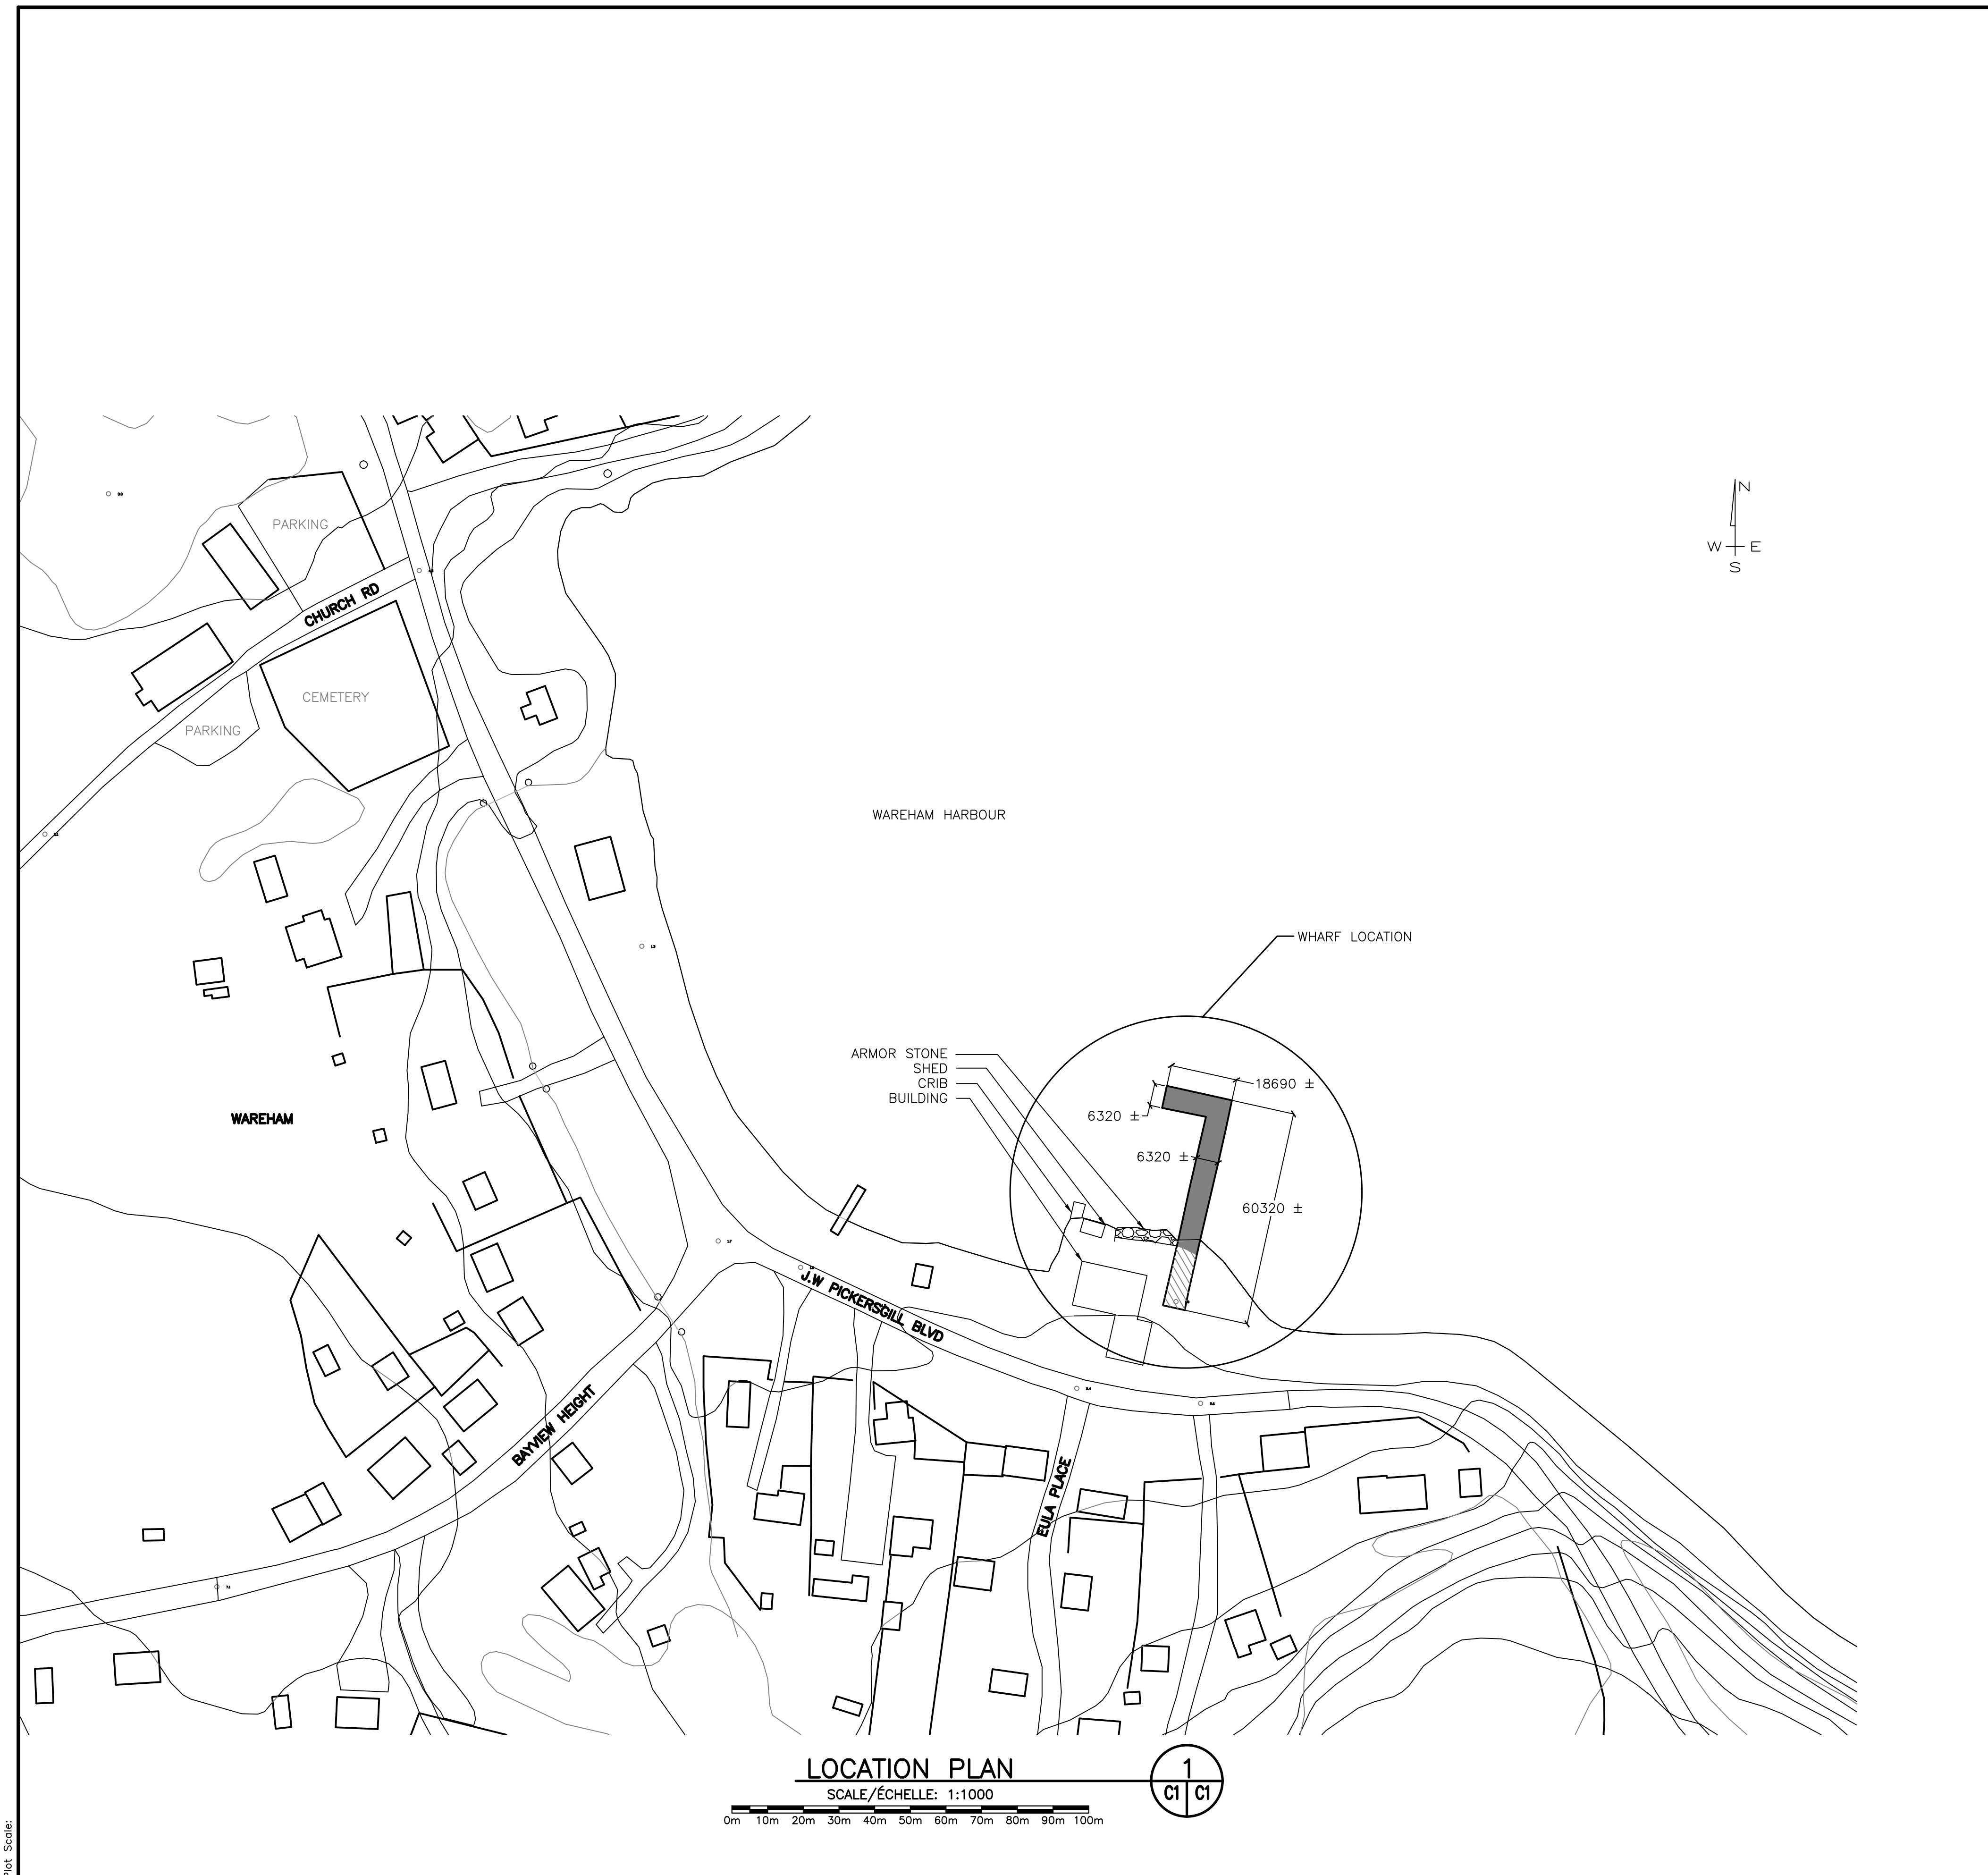 N
W E
S
PARKING
CHURCH RD
CEMETERY
PARKING
WAREHAM HARBOUR
WHARF LOCATION
ARMOR STONE
SHED
CRIB
BUILDING
18690 ±
6320 ±
6320 ±
60320 ±
WAREHAM
J.W PICKERSGILL BLVD
BAYVIEW HEIGHT
EULA PLACE
LOCATION PLAN
SCALE/ÉCHELLE: 1:1000
0m 10m 20m 30m 40m 50m 60m 70m 80m 90m 100m
1
C1 C1
Plot Scale: